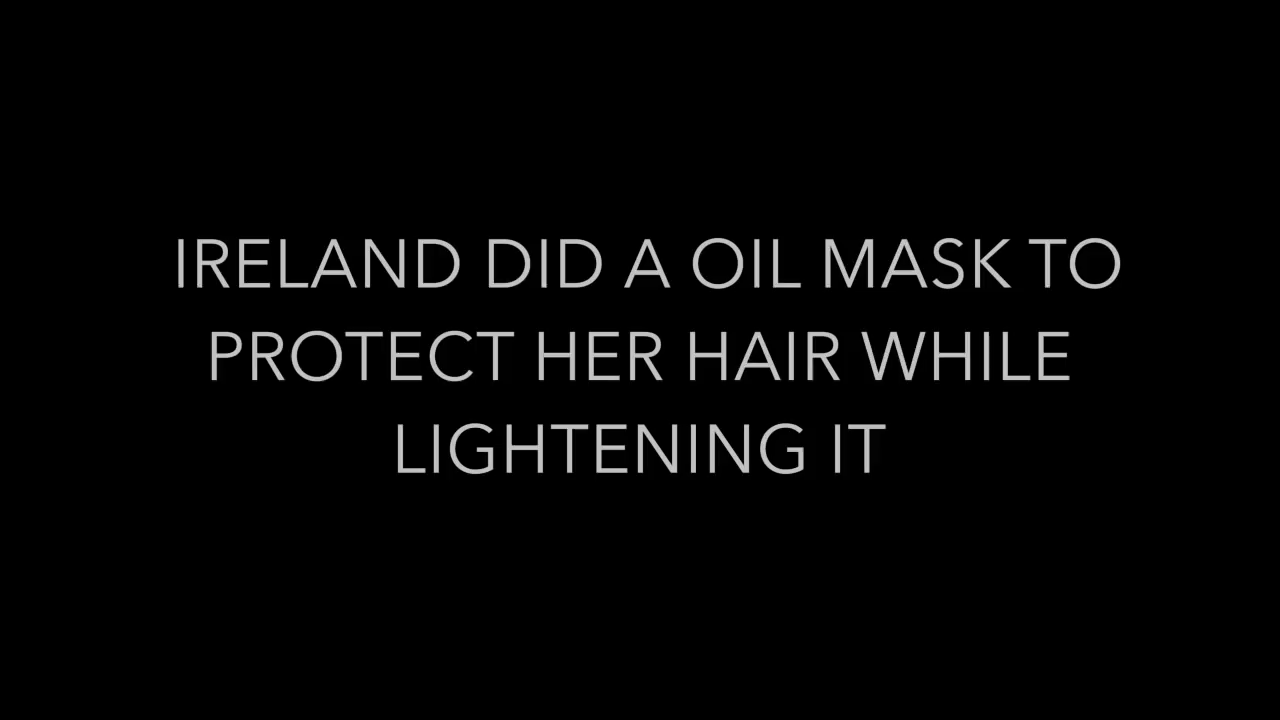 IRELAND DID A OIL MASK TO
PROTECT HER HAIR WHILE
LIGHTENING IT